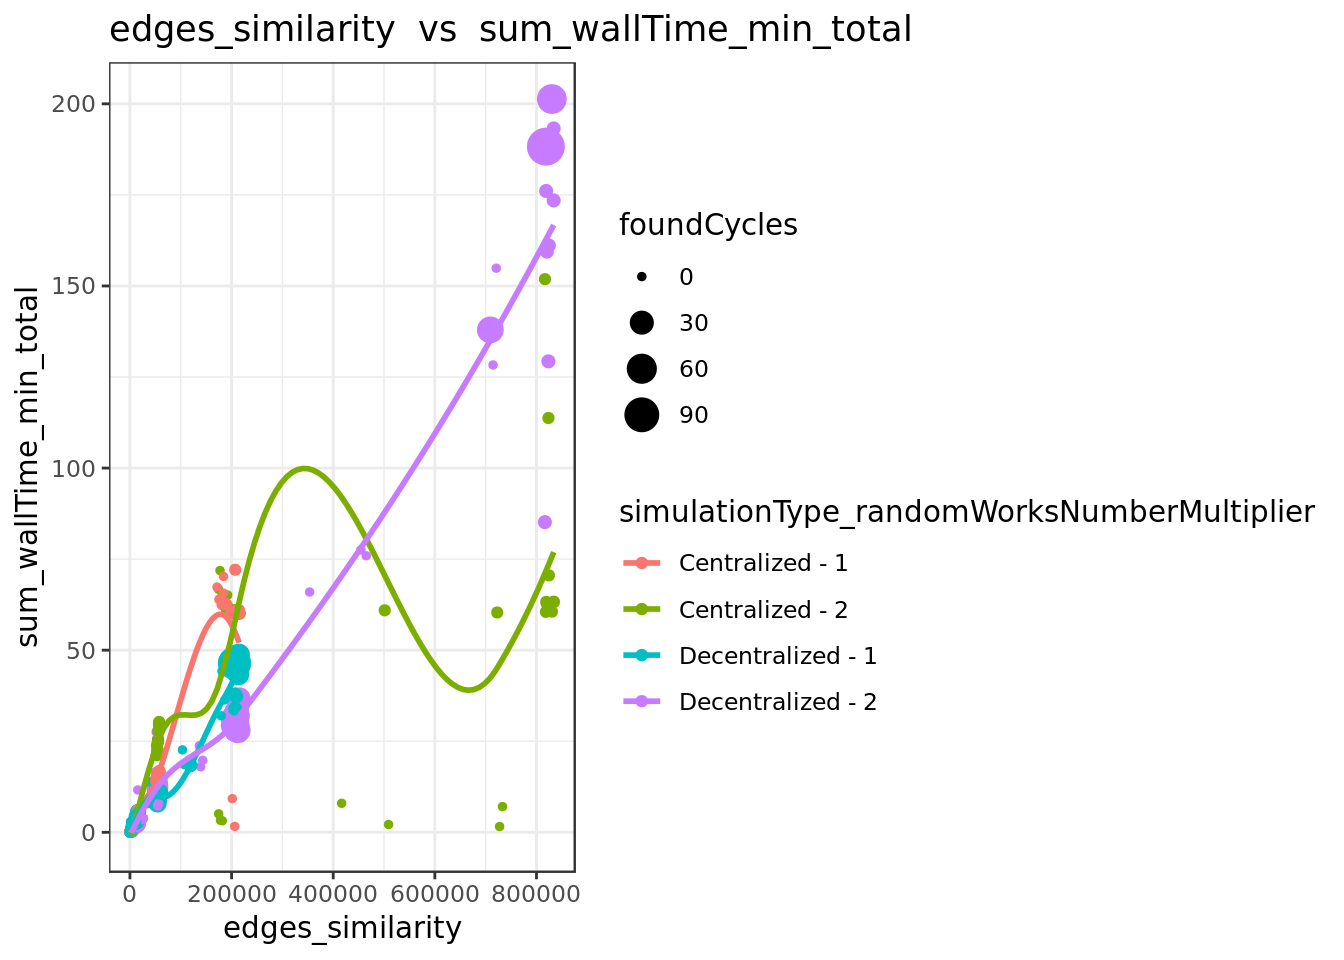 edges_similarity  vs  sum_wallTime_min_total
sum_wallTime_min_total
200
150
100
50
0
0 200000 400000 600000 800000
edges_similarity
foundCycles
0
30
60
90
simulationType_randomWorksNumberMultiplier
Centralized - 1
Centralized - 2
Decentralized - 1
Decentralized - 2